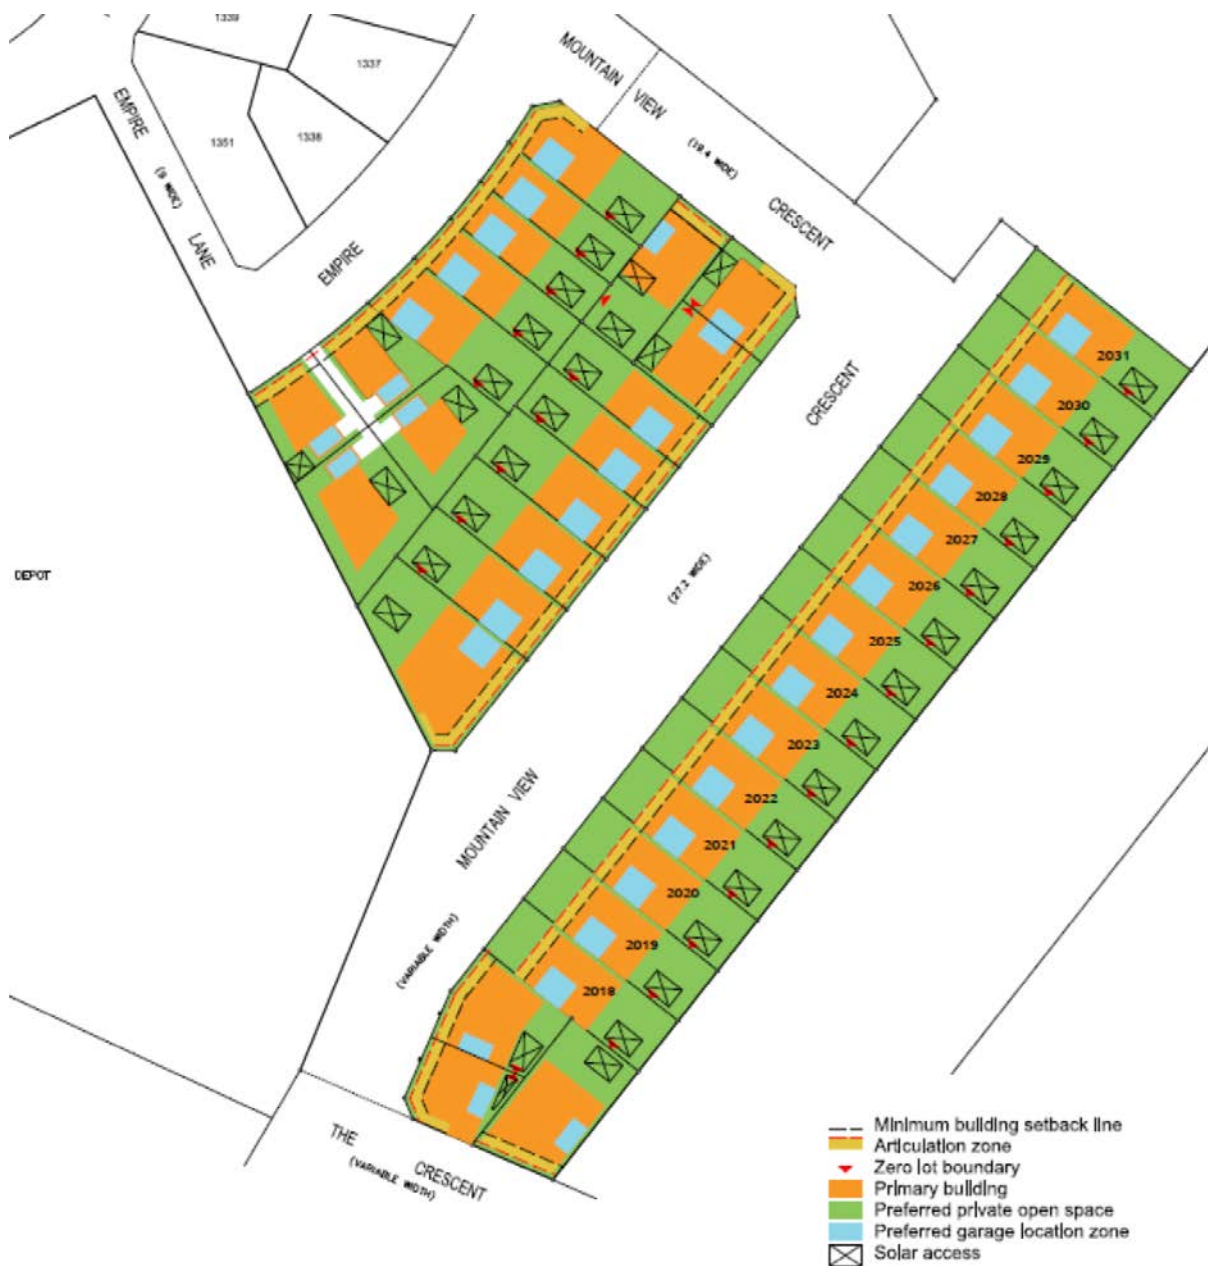 1339
1337
1338
1351
EMPIRE
(9 WIDE)
LANE
EMPIRE
MOUNTAIN
VIEW
(19.4 WIDE)
CRESCENT
CRESCENT
(27.2 WIDE)
DEPOT
2031
2030
2029
2028
2027
2026
2025
2024
2023
2022
2021
2020
2019
2018
MOUNTAIN VIEW
(VARIABLE WIDTH)
THE
CRESCENT
(VARIABLE WIDTH)
Minimum building setback line
Articulation zone
Zero lot boundary
Primary building
Preferred private open space
Preferred garage location zone
Solar access